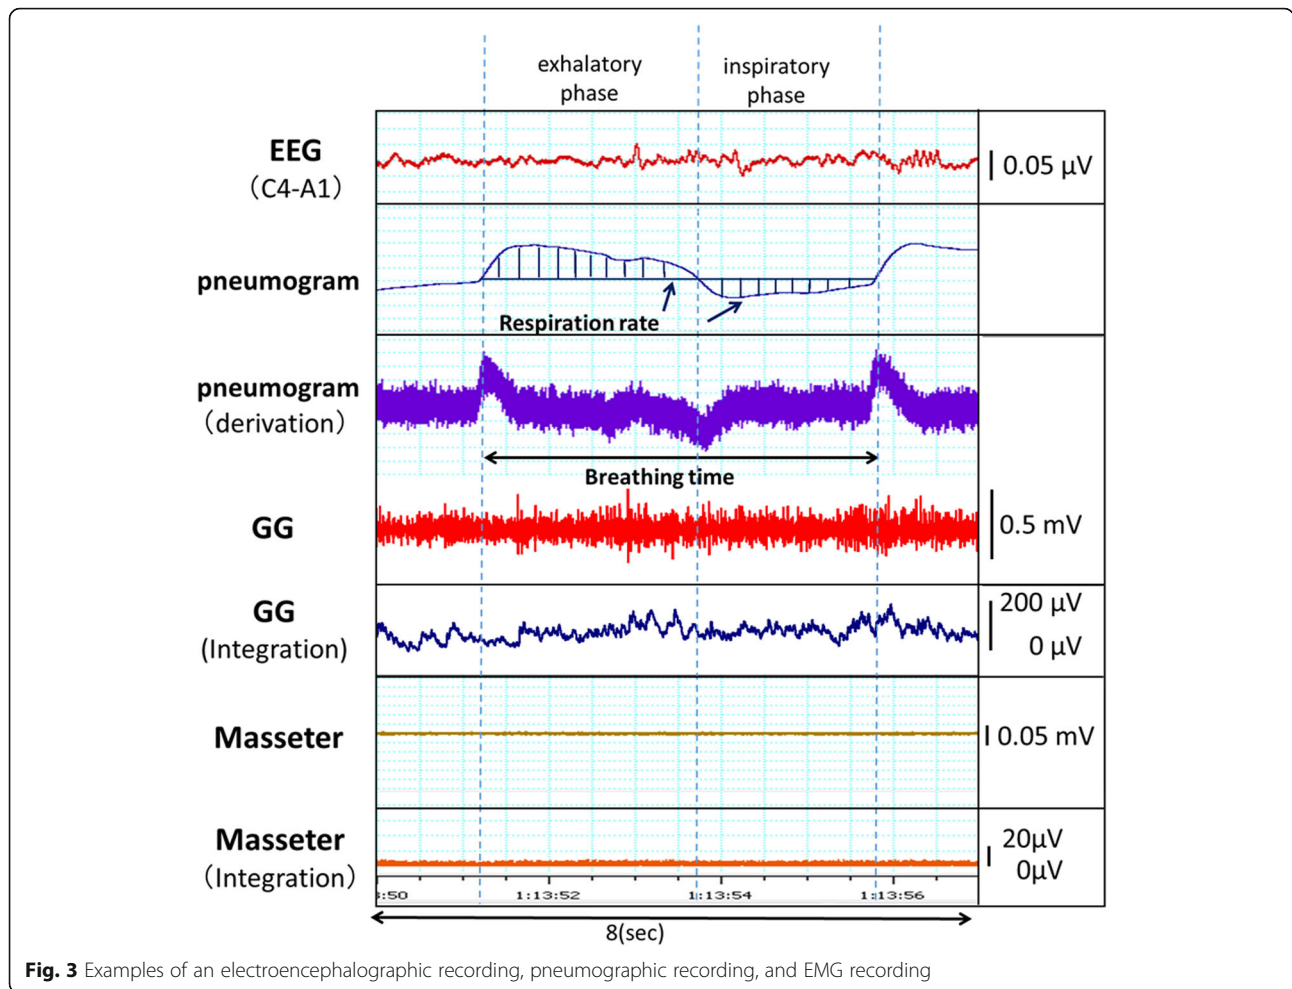 exhalatory
phase
inspiratory
phase
EEG
（C4-A1）
0.05 µV
pneumogram
Respiration rate
pneumogram
（derivation）
Breathing time
GG
0.5 mV
GG
(Integration)
200 µV
0 µV
Masseter
0.05 mV
Masseter
（Integration）
20µV
0µV
:50 1:13:52 1:13:54 1:13:56
8(sec)
Fig. 3 Examples of an electroencephalographic recording, pneumographic recording, and EMG recording